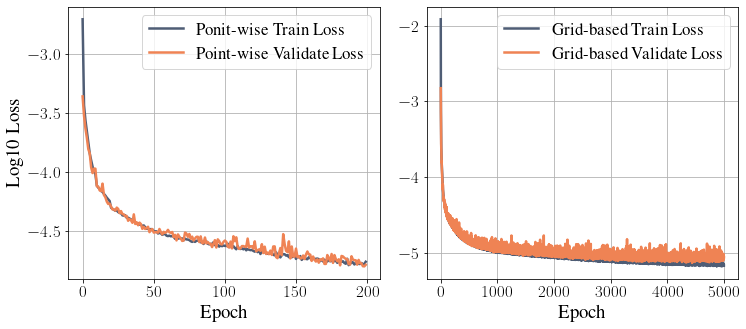 Ponit-wise Train Loss
Point-wise Validate Loss
Log10 Loss
−3.0
−3.5
−4.0
−4.5
0
50
100
150
200
Epoch
Grid-based Train Loss
Grid-based Validate Loss
−2
−3
−4
−5
0
1000
2000
3000
4000
5000
Epoch